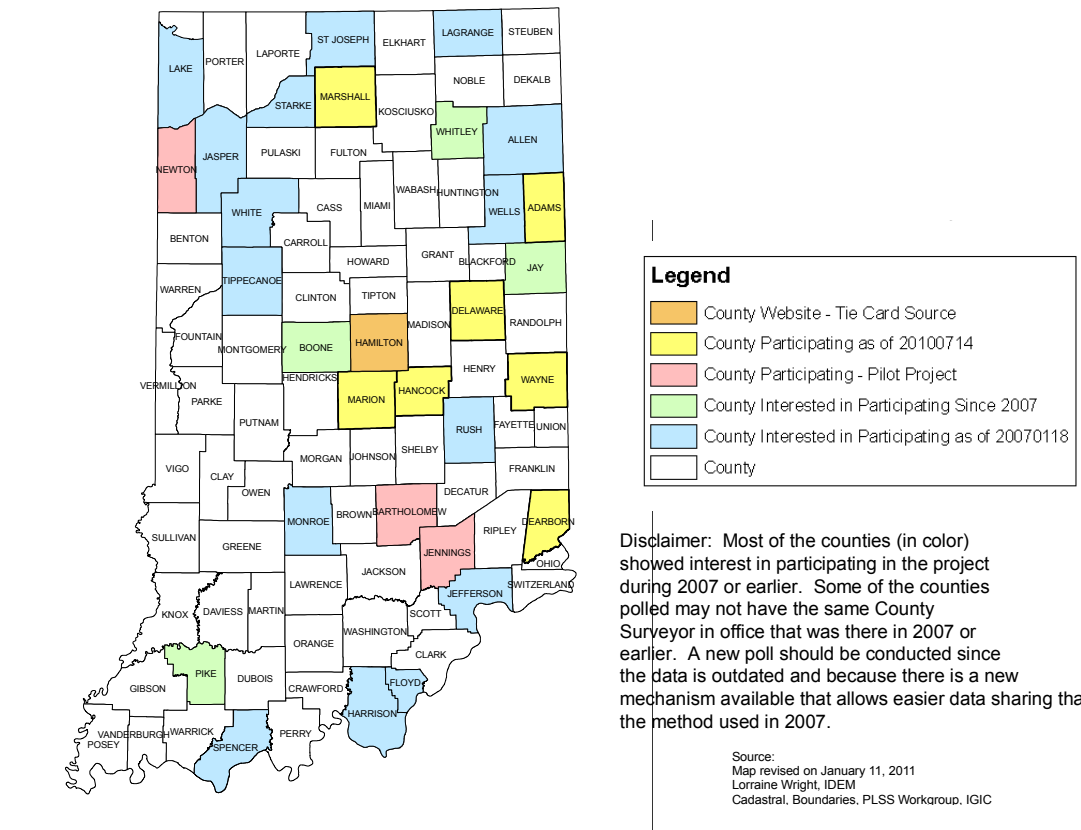 ST JOSEPH
LAGRANGE
STEUBEN
ELKHART
LAPORTE
PORTER
LAKE
NOBLE
DEKALB
MARSHALL
STARKE
KOSCIUSKO
WHITLEY
ALLEN
PULASKI
FULTON
JASPER
NEWTON
WABASH
HUNTINGTON
MIAMI
CASS
WHITE
WELLS
ADAMS
BENTON
CARROLL
HOWARD
GRANT
BLACKFORD
JAY
TIPPECANOE
WARREN
CLINTON
TIPTON
DELAWARE
MADISON
RANDOLPH
FOUNTAIN
MONTGOMERY
BOONE
HAMILTON
HENRY
WAYNE
HENDRICKS
VERMILLION
PARKE
MARION
HANCOCK
PUTNAM
RUSH
FAYETTE
UNION
MORGAN
JOHNSON
SHELBY
VIGO
CLAY
FRANKLIN
OWEN
DECATUR
MONROE
BROWN
BARTHOLOMEW
DEARBORN
RIPLEY
SULLIVAN
GREENE
JENNINGS
OHIO
JACKSON
LAWRENCE
SWITZERLAND
JEFFERSON
KNOX
DAVIESS
MARTIN
SCOTT
WASHINGTON
ORANGE
CLARK
PIKE
DUBOIS
FLOYD
GIBSON
CRAWFORD
HARRISON
VANDERBURGH
WARRICK
PERRY
POSEY
SPENCER
Legend
County Website - Tie Card Source
County Participating as of 20100714
County Participating - Pilot Project
County Interested in Participating Since 2007
County Interested in Participating as of 20070118
County
Disclaimer: Most of the counties (in color)
showed interest in participating in the project
during 2007 or earlier. Some of the counties
polled may not have the same County
Surveyor in office that was there in 2007 or
earlier. A new poll should be conducted since
the data is outdated and because there is a new
mechanism available that allows easier data sharing tha
the method used in 2007.
Source:
Map revised on January 11, 2011
Lorraine Wright, IDEM
Cadastral, Boundaries, PLSS Workgroup, IGIC